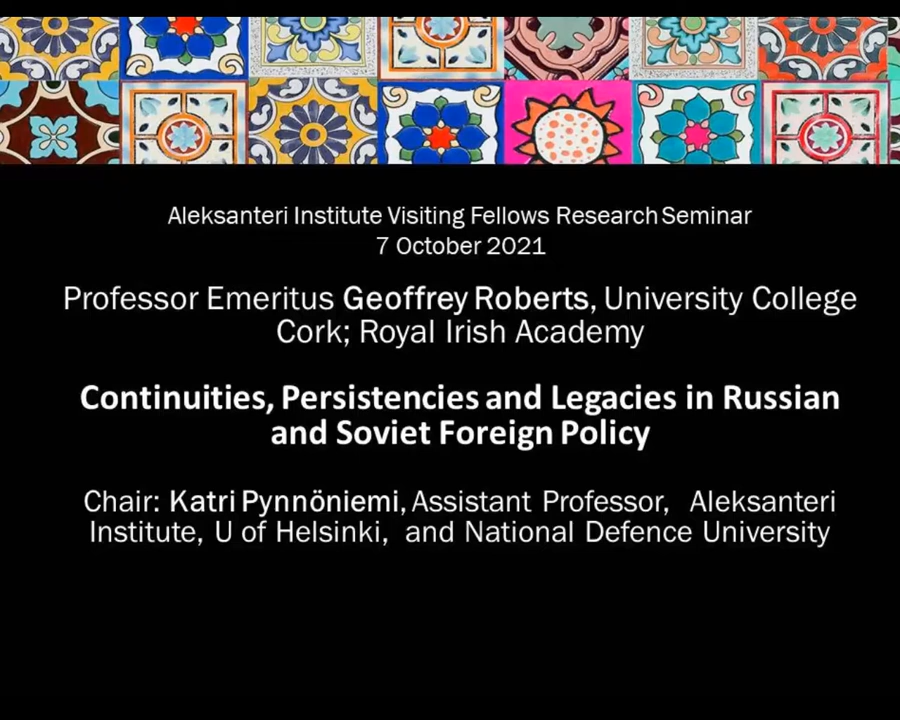 Aleksanteri Institute Visiting Fellows Research Seminar
7 October 2021
Professor Emeritus Geoffrey Roberts, University College
Cork; Royal Irish Academy
Continuities, Persistencies and Legacies in Russian
and Soviet Foreign Policy
Chair: Katri Pynnöniemi, Assistant Professor, Aleksanteri
Institute, U of Helsinki, and National Defence University